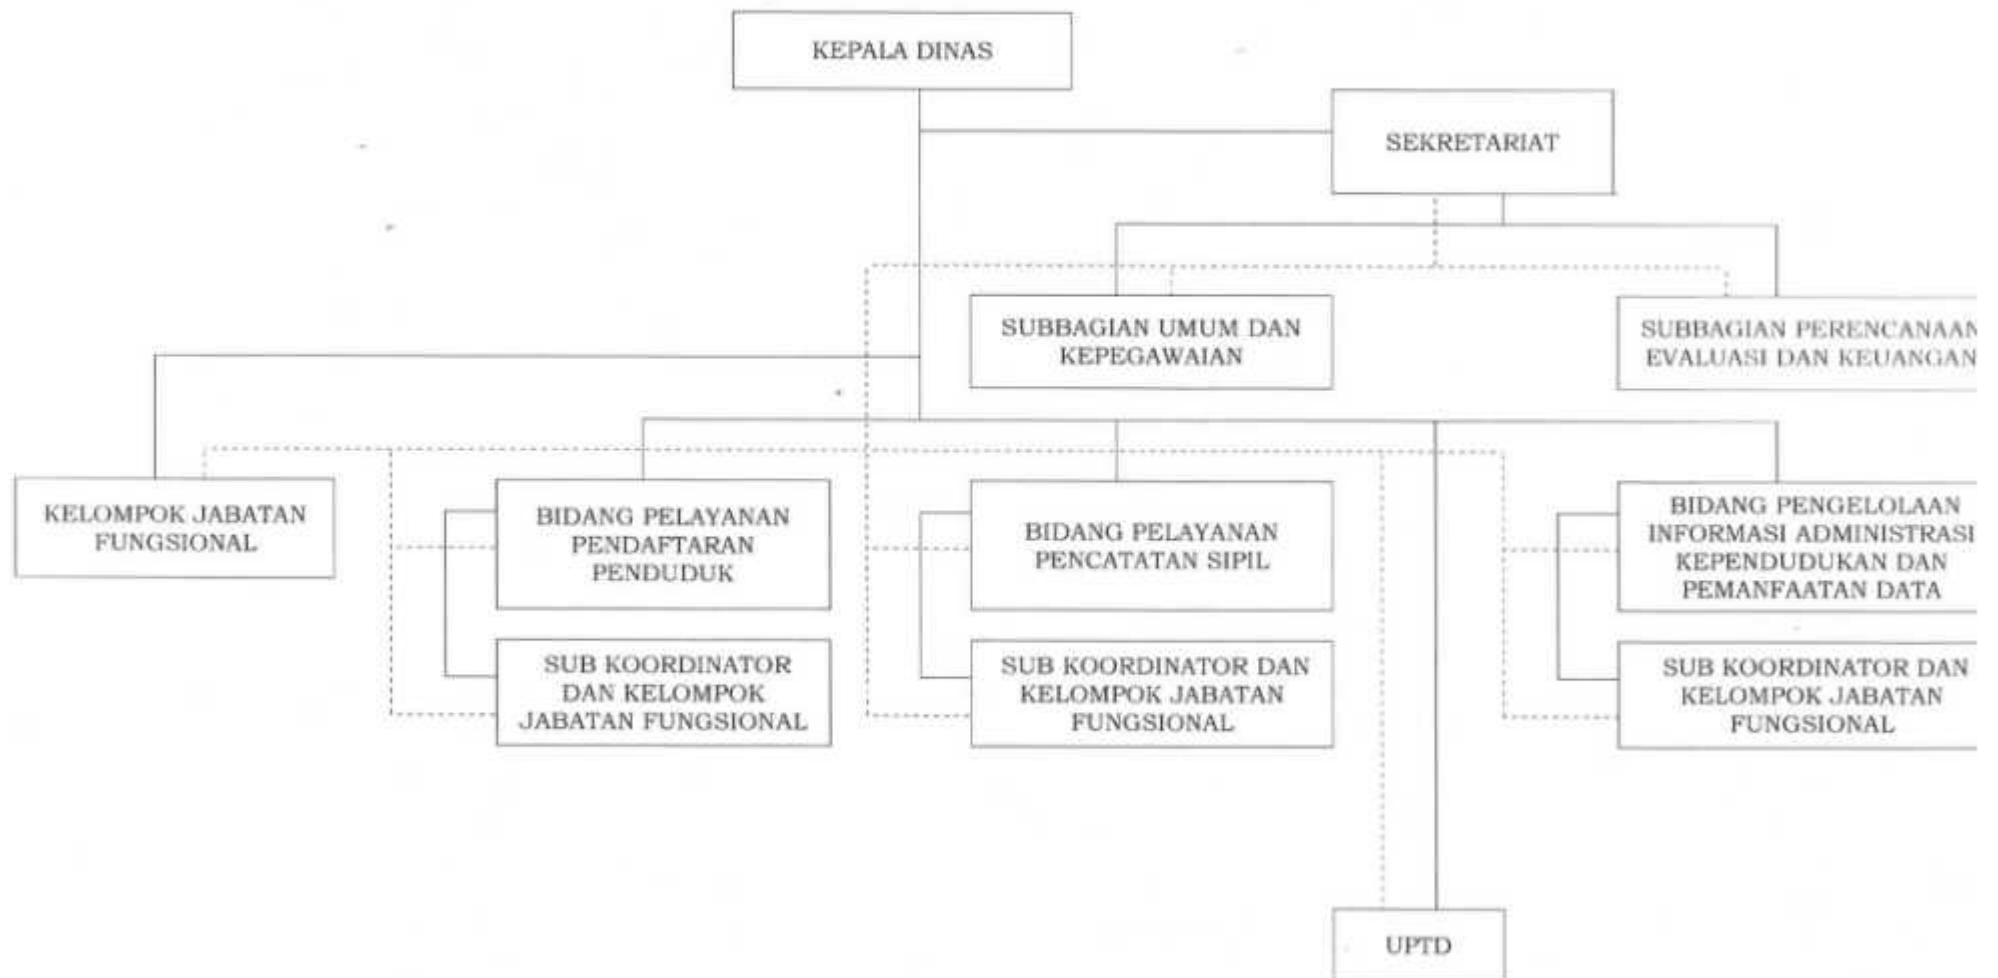 KEPALA DINAS
SEKRETARIAT
SUBBAGIAN UMUM DAN
KEPEGAWAIAN
SUBBAGIAN PERENCANAAN
EVALUASI DAN KEUANGAN
KELOMPOK JABATAN
FUNGSIONAL
BIDANG PELAYANAN
PENDAFTARAN
PENDUDUK
BIDANG PELAYANAN
PENCATATAN SIPIL
BIDANG PENGELOLAAN
INFORMASI ADMINISTRASI
KEPENDUDUKAN DAN
PEMANFAATAN DATA
SUB KOORDINATOR
DAN KELOMPOK
JABATAN FUNGSIONAL
SUB KOORDINATOR DAN
KELOMPOK JABATAN
FUNGSIONAL
SUB KOORDINATOR DAN
KELOMPOK JABATAN
FUNGSIONAL
UPTD